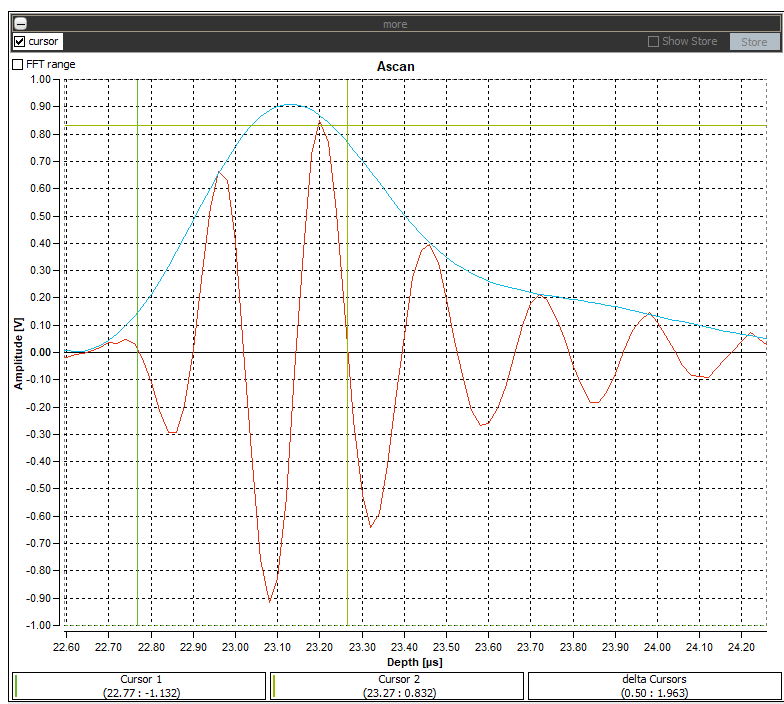 more
cursor
Show Store
Store
FFT range
Ascan
1.00
0.90
0.80
0.70
0.60
0.50
0.40
0.30
0.20
0.10
0.00
-0.10
-0.20
-0.30
-0.40
-0.50
-0.60
-0.70
-0.80
-0.90
-1.00
Amplitude [V]
22.60 22.70 22.80 22.90 23.00 23.10 23.20 23.30 23.40 23.50 23.60 23.70 23.80 23.90 24.00 24.10 24.20
Depth [µs]
Cursor 1
(22.77 : -1.132)
Cursor 2
(23.27 : 0.832)
delta Cursors
(0.50 : 1.963)